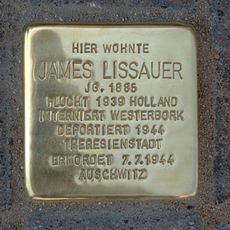 HIER WOHNTE
JAMES LISSAUER
JG. 1865
FLUCHT 1939 HOLLAND
INTERNIERT WESTERBORK
DEPORTIERT 1944
THERESIENSTADT
ERMORDET 7.7.1944
AUSCHWITZ